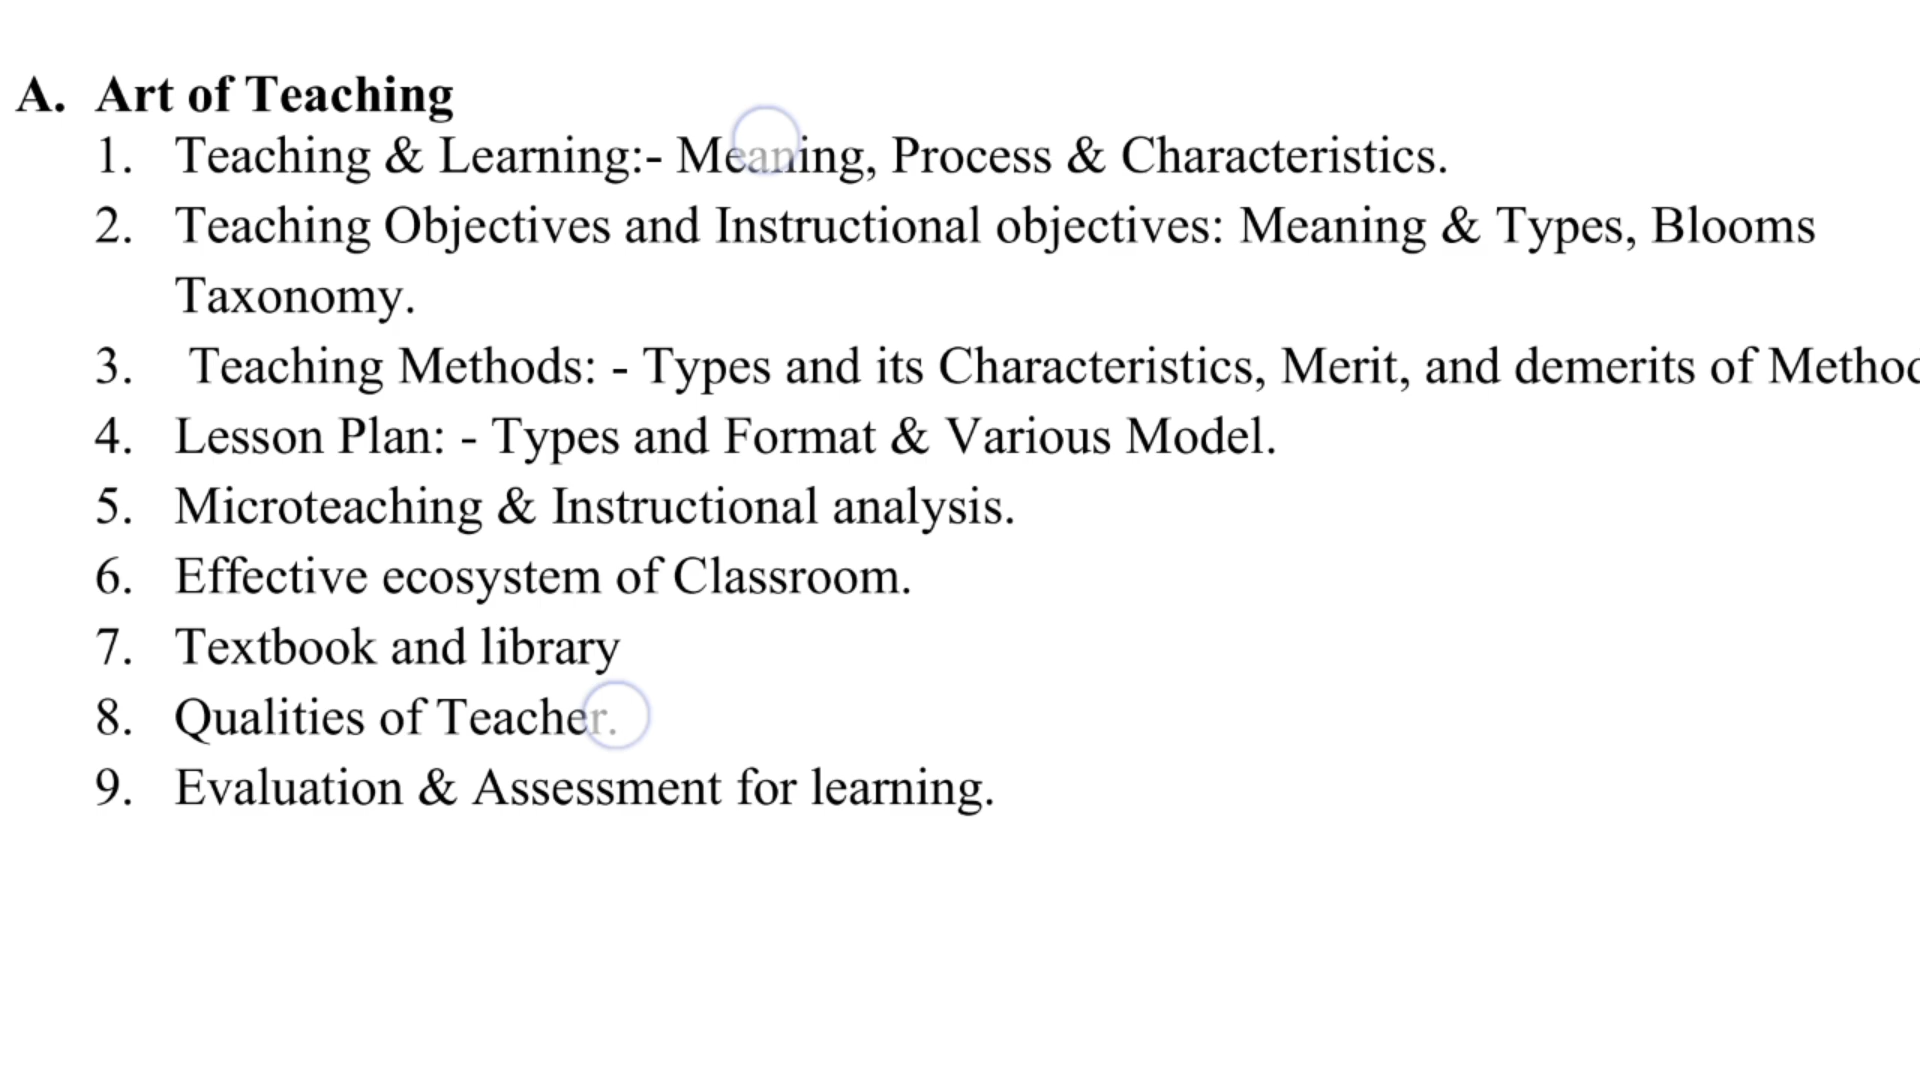 A. Art of Teaching
1. Teaching & Learning:- Meaning, Process & Characteristics.
2. Teaching Objectives and Instructional objectives: Meaning & Types, Blooms
Taxonomy.
3. Teaching Methods: - Types and its Characteristics, Merit, and demerits of
4. Lesson Plan: - Types and Format & Various Model.
5. Microteaching & Instructional analysis.
6. Effective ecosystem of Classroom.
7. Textbook and library
8. Qualities of Teacher.
9. Evaluation & Assessment for learning.